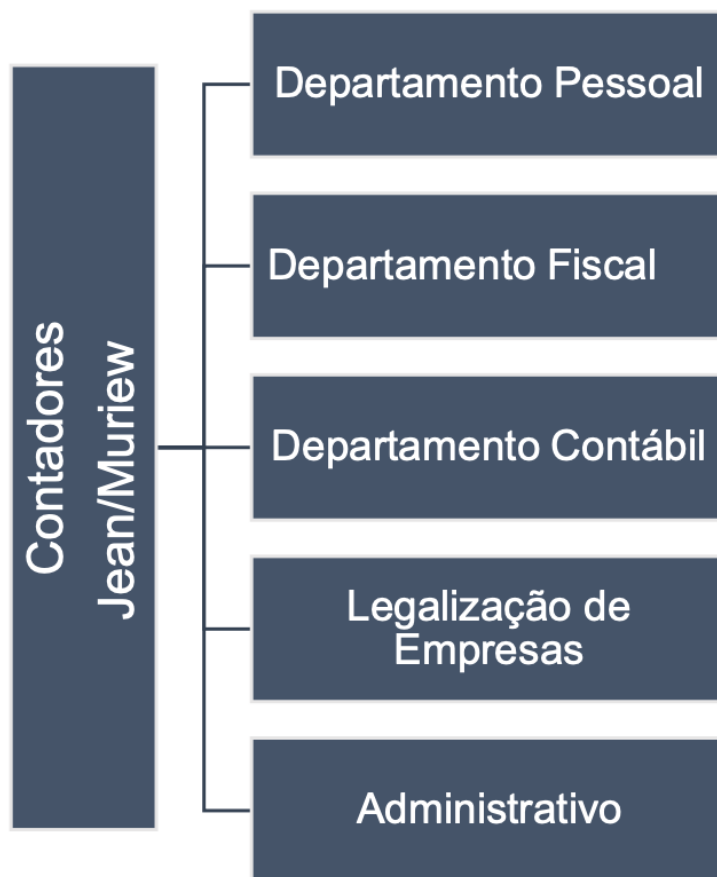 Contadores
Jean/Muriew
Departamento Pessoal
Departamento Fiscal
Departamento Contábil
Legalização de
Empresas
Administrativo